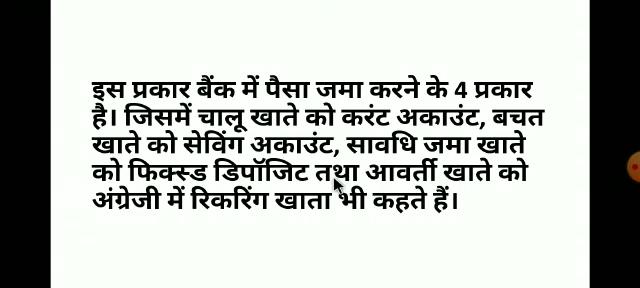 इस प्रकार बैंक में पैसा जमा करने के 4 प्रकार
है। जिसमें चालू खाते को करंट अकाउंट, बचत
खाते को सेविंग अकाउंट, सावधि जमा खाते
को फिक्स्ड डिपॉजिट तथा आवर्ती खाते को
अंग्रेजी में रिकरिंग खाता भी कहते हैं।